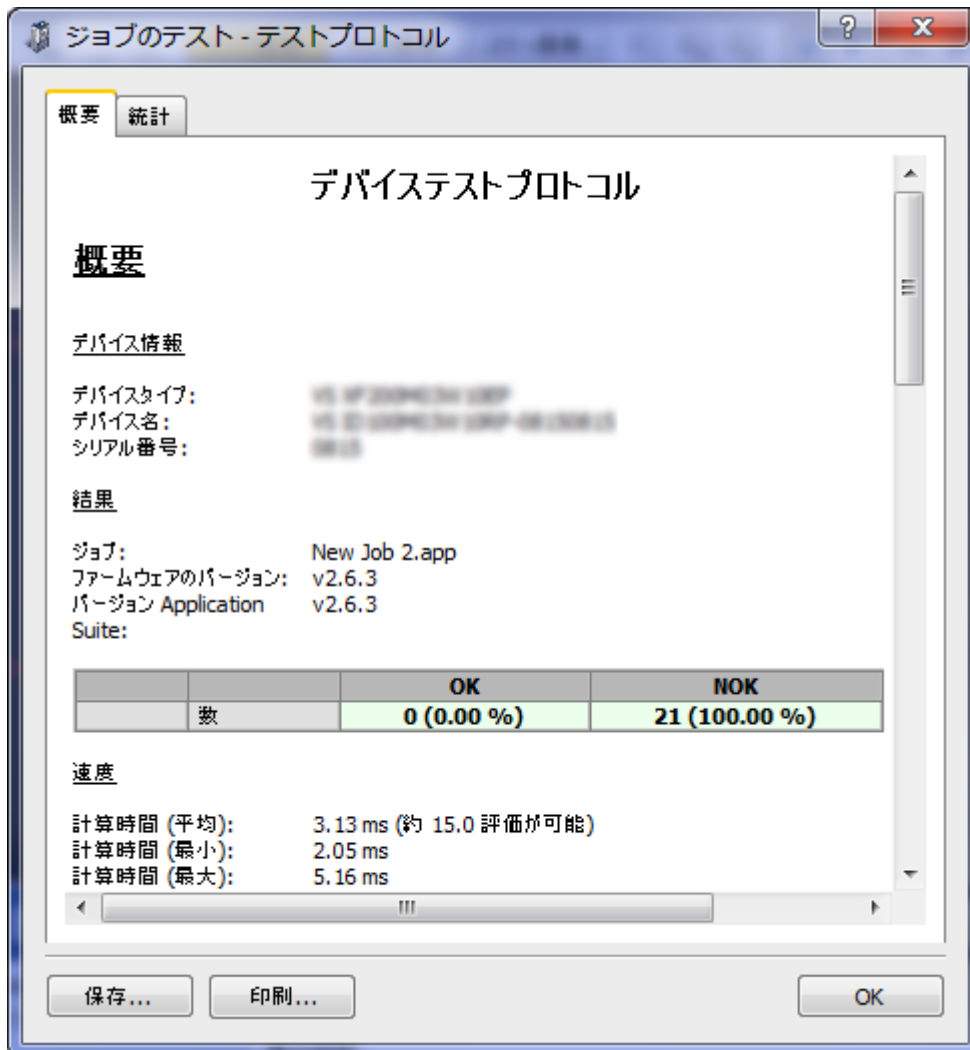 ジョブのテスト - テストプロトコル
概要
統計
デバイステストプロトコル
概要
デバイス情報
デバイスタイプ:
デバイス名:
シリアル番号:
結果
ジョブ: New Job 2.app
ファームウェアのバージョン: v2.6.3
バージョン Application v2.6.3
Suite:
OK NOK
数 0 (0.00 %) 21 (100.00 %)
速度
計算時間 (平均): 3.13 ms (約 15.0 評価が可能)
計算時間 (最小): 2.05 ms
計算時間 (最大): 5.16 ms
保存... 印刷... OK